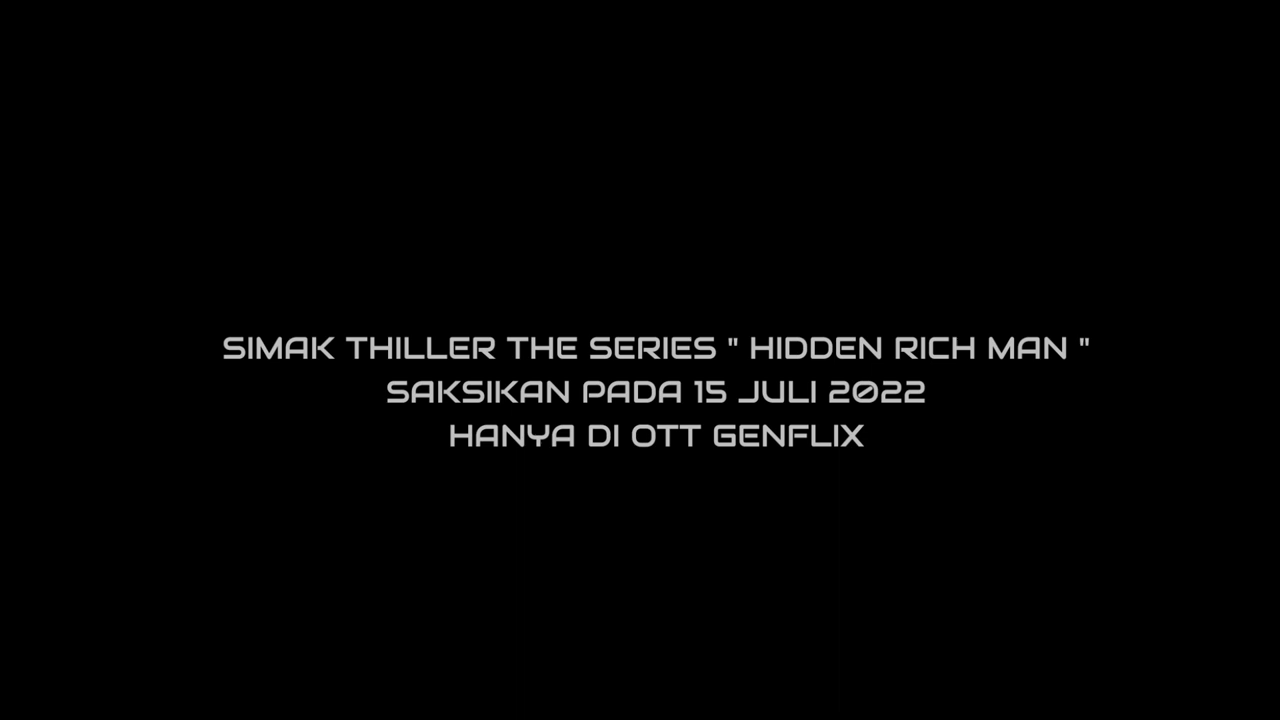 SIMAK THILLER THE SERIES " HIDDEN RICH MAN "
SAKSIKAN PADA 15 JULI 2022
HANYA DI OTT GENFLIX